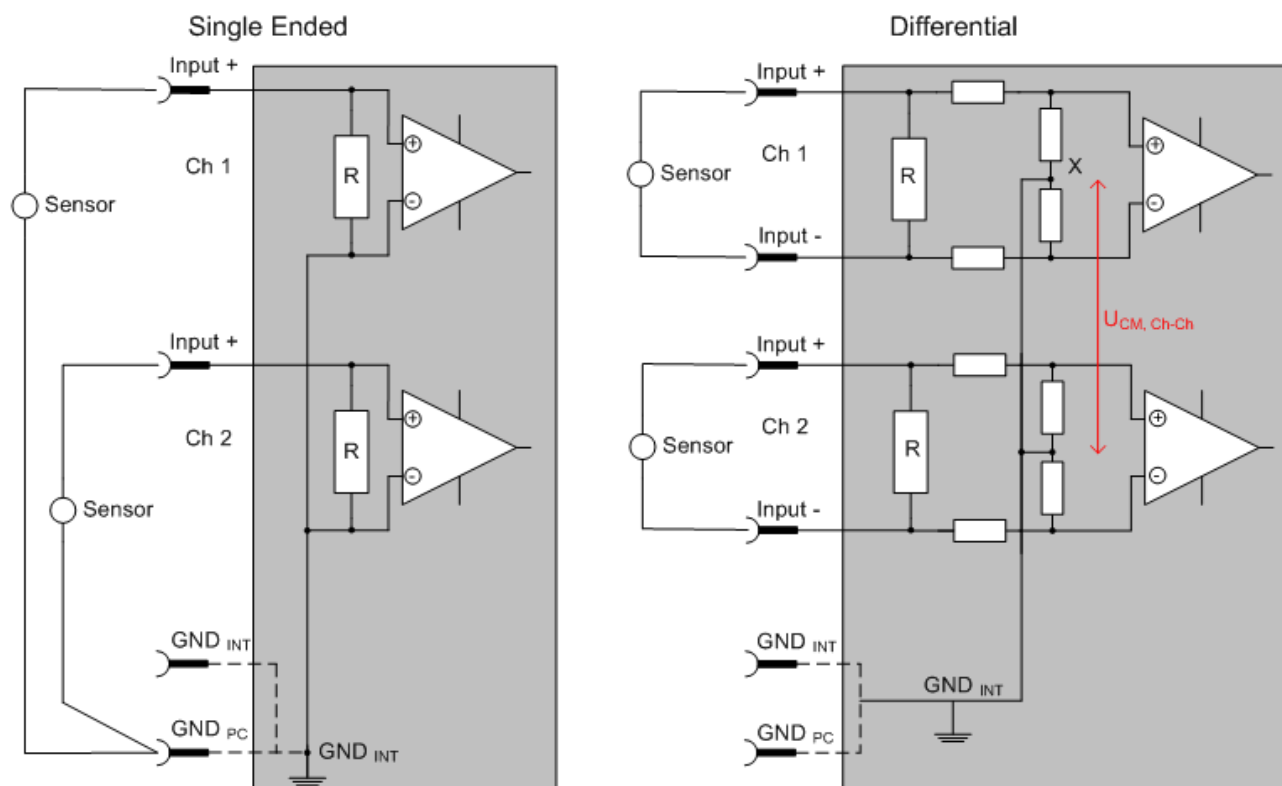 Single Ended
Input +
Ch 1
R
+
-
Sensor
Input +
Ch 2
R
+
-
Sensor
GND INT
GND PC
GND INT
Differential
Input +
Ch 1
Sensor
R
X
+
-
Input -
U CM, Ch-Ch
Input +
Ch 2
Sensor
R
+
-
Input -
GND INT
GND INT
GND PC